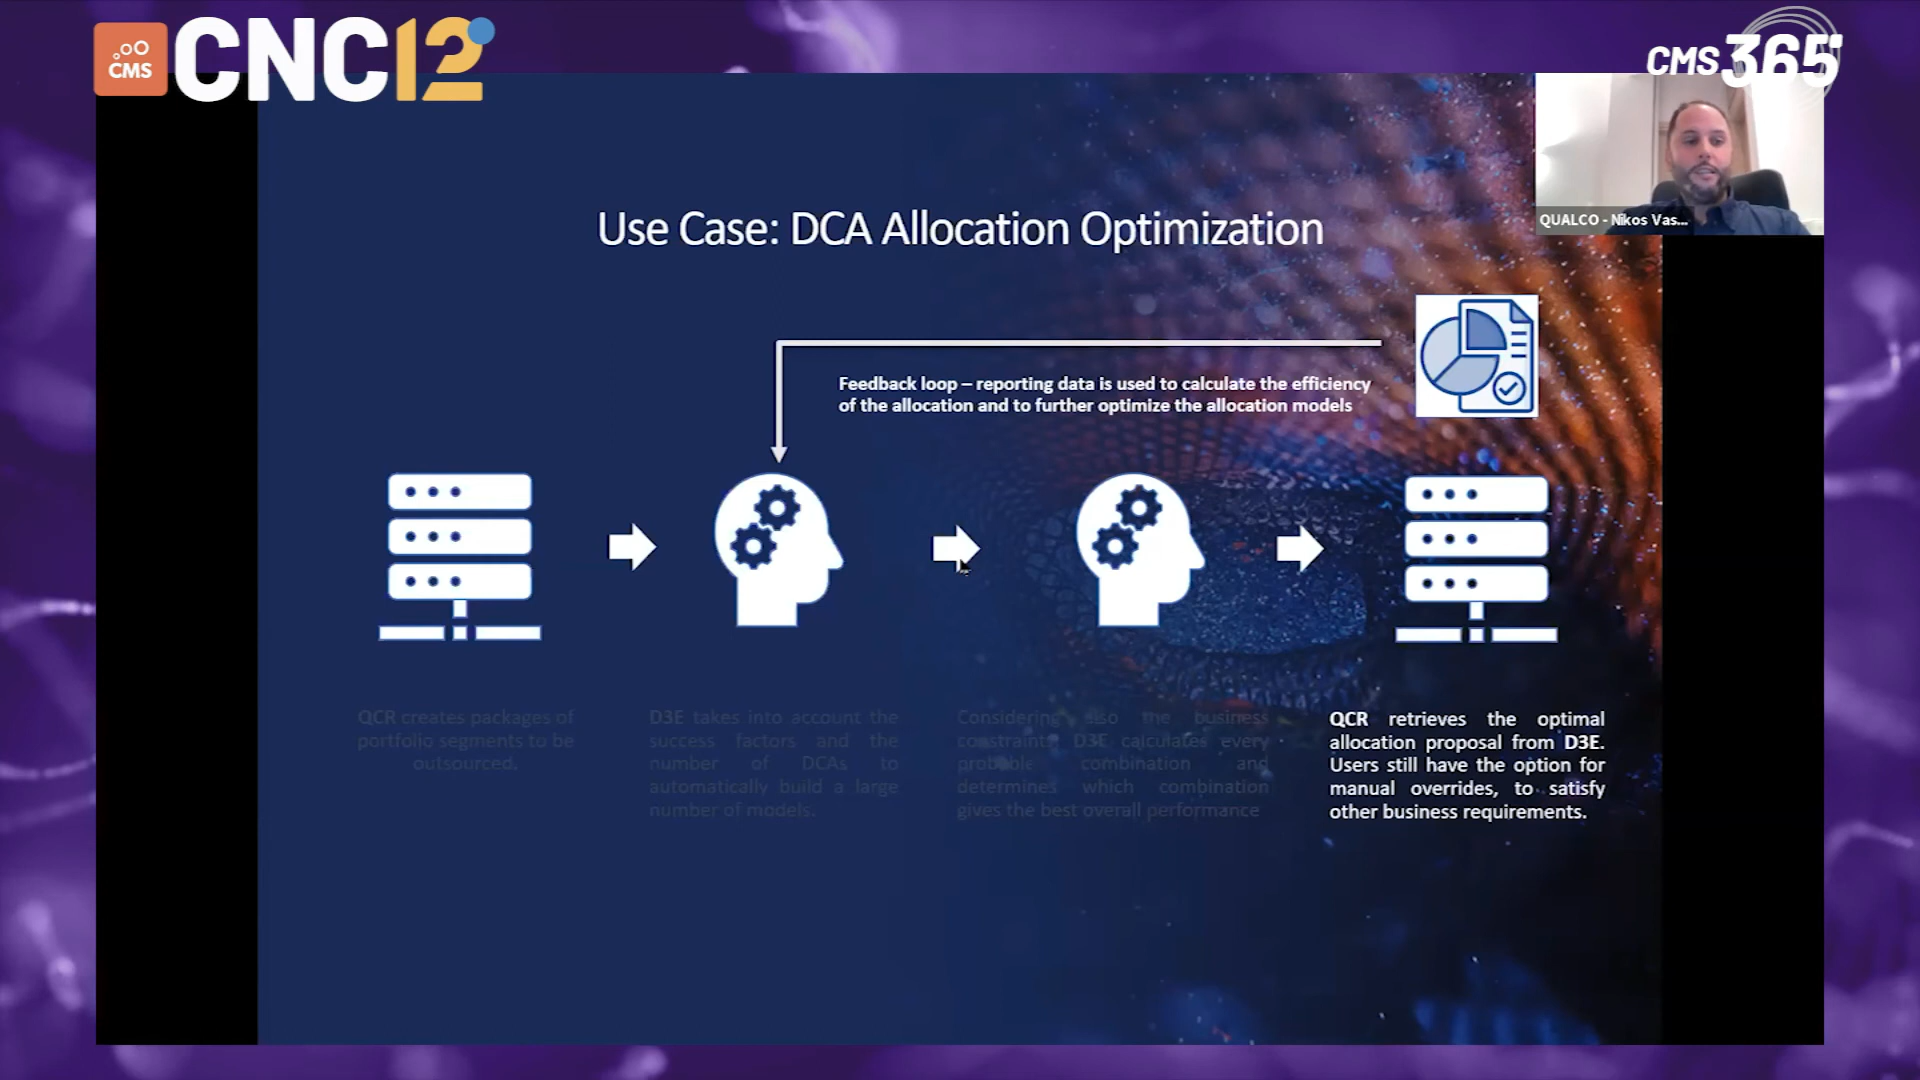 CMS
CNC12
CMS365
QUALCO - Nikos Vas...
Use Case: DCA Allocation Optimization
Feedback loop – reporting data is used to calculate the efficiency
of the allocation and to further optimize the allocation models
QCR creates packages of
portfolio segments to be
outsourced.
D3E takes into account the
success factors and the
number of DCAs to
automatically build a large
number of models.
Considering also the business
constraints, D3E calculates every
probable combination and
determines which combination
gives the best overall performance
QCR retrieves the optimal
allocation proposal from D3E.
Users still have the option for
manual overrides, to satisfy
other business requirements.